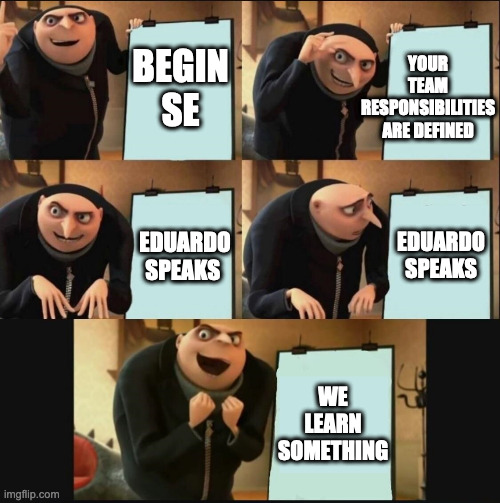 BEGIN
SE
YOUR
TEAM
RESPONSIBILITIES
ARE DEFINED
EDUARDO
SPEAKS
EDUARDO
SPEAKS
WE
LEARN
SOMETHING
imgflip.com